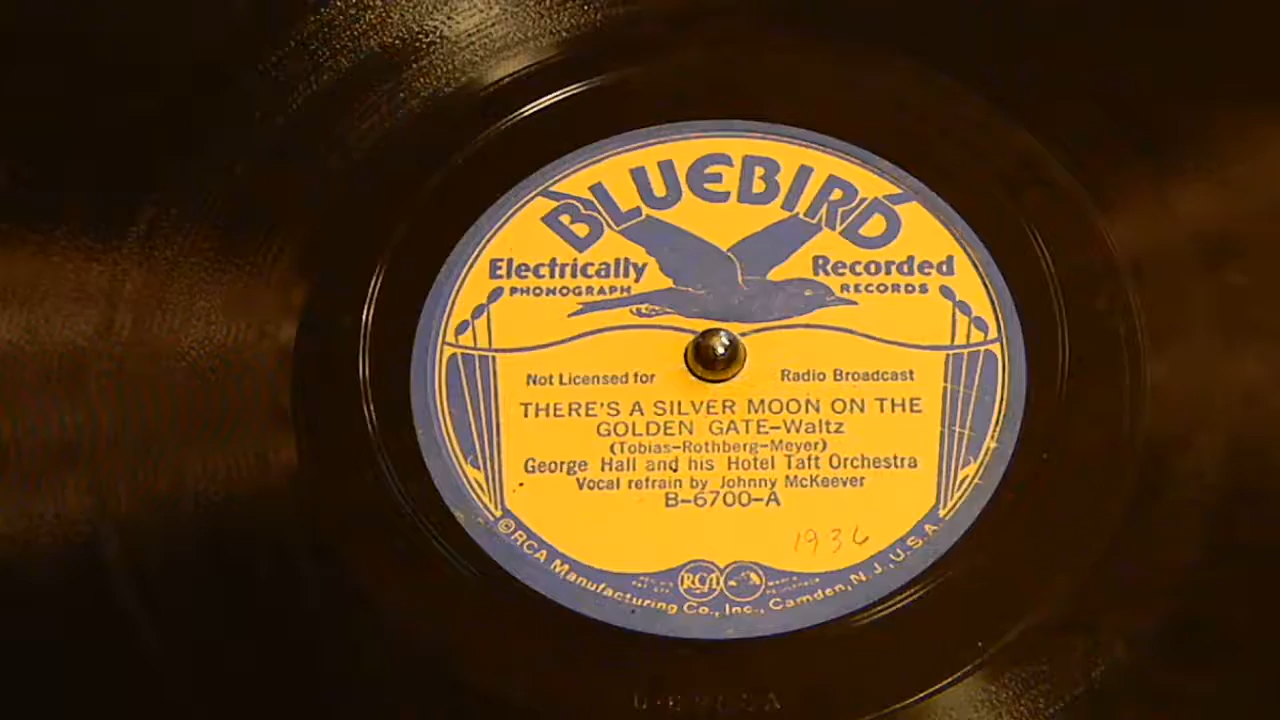 BLUEBIRD
Electrically Recorded
PHONOGRAPH RECORDS
Not Licensed for Radio Broadcast
THERE'S A SILVER MOON ON THE
GOLDEN GATE-Waltz
(Tobias-Rothberg-Meyer)
George Hall and his Hotel Taft Orchestra
Vocal refrain by Johnny McKeever
B-6700-A
1936
RCA
©RCA Manufacturing Co., Inc., Camden, N.J., U.S.A.